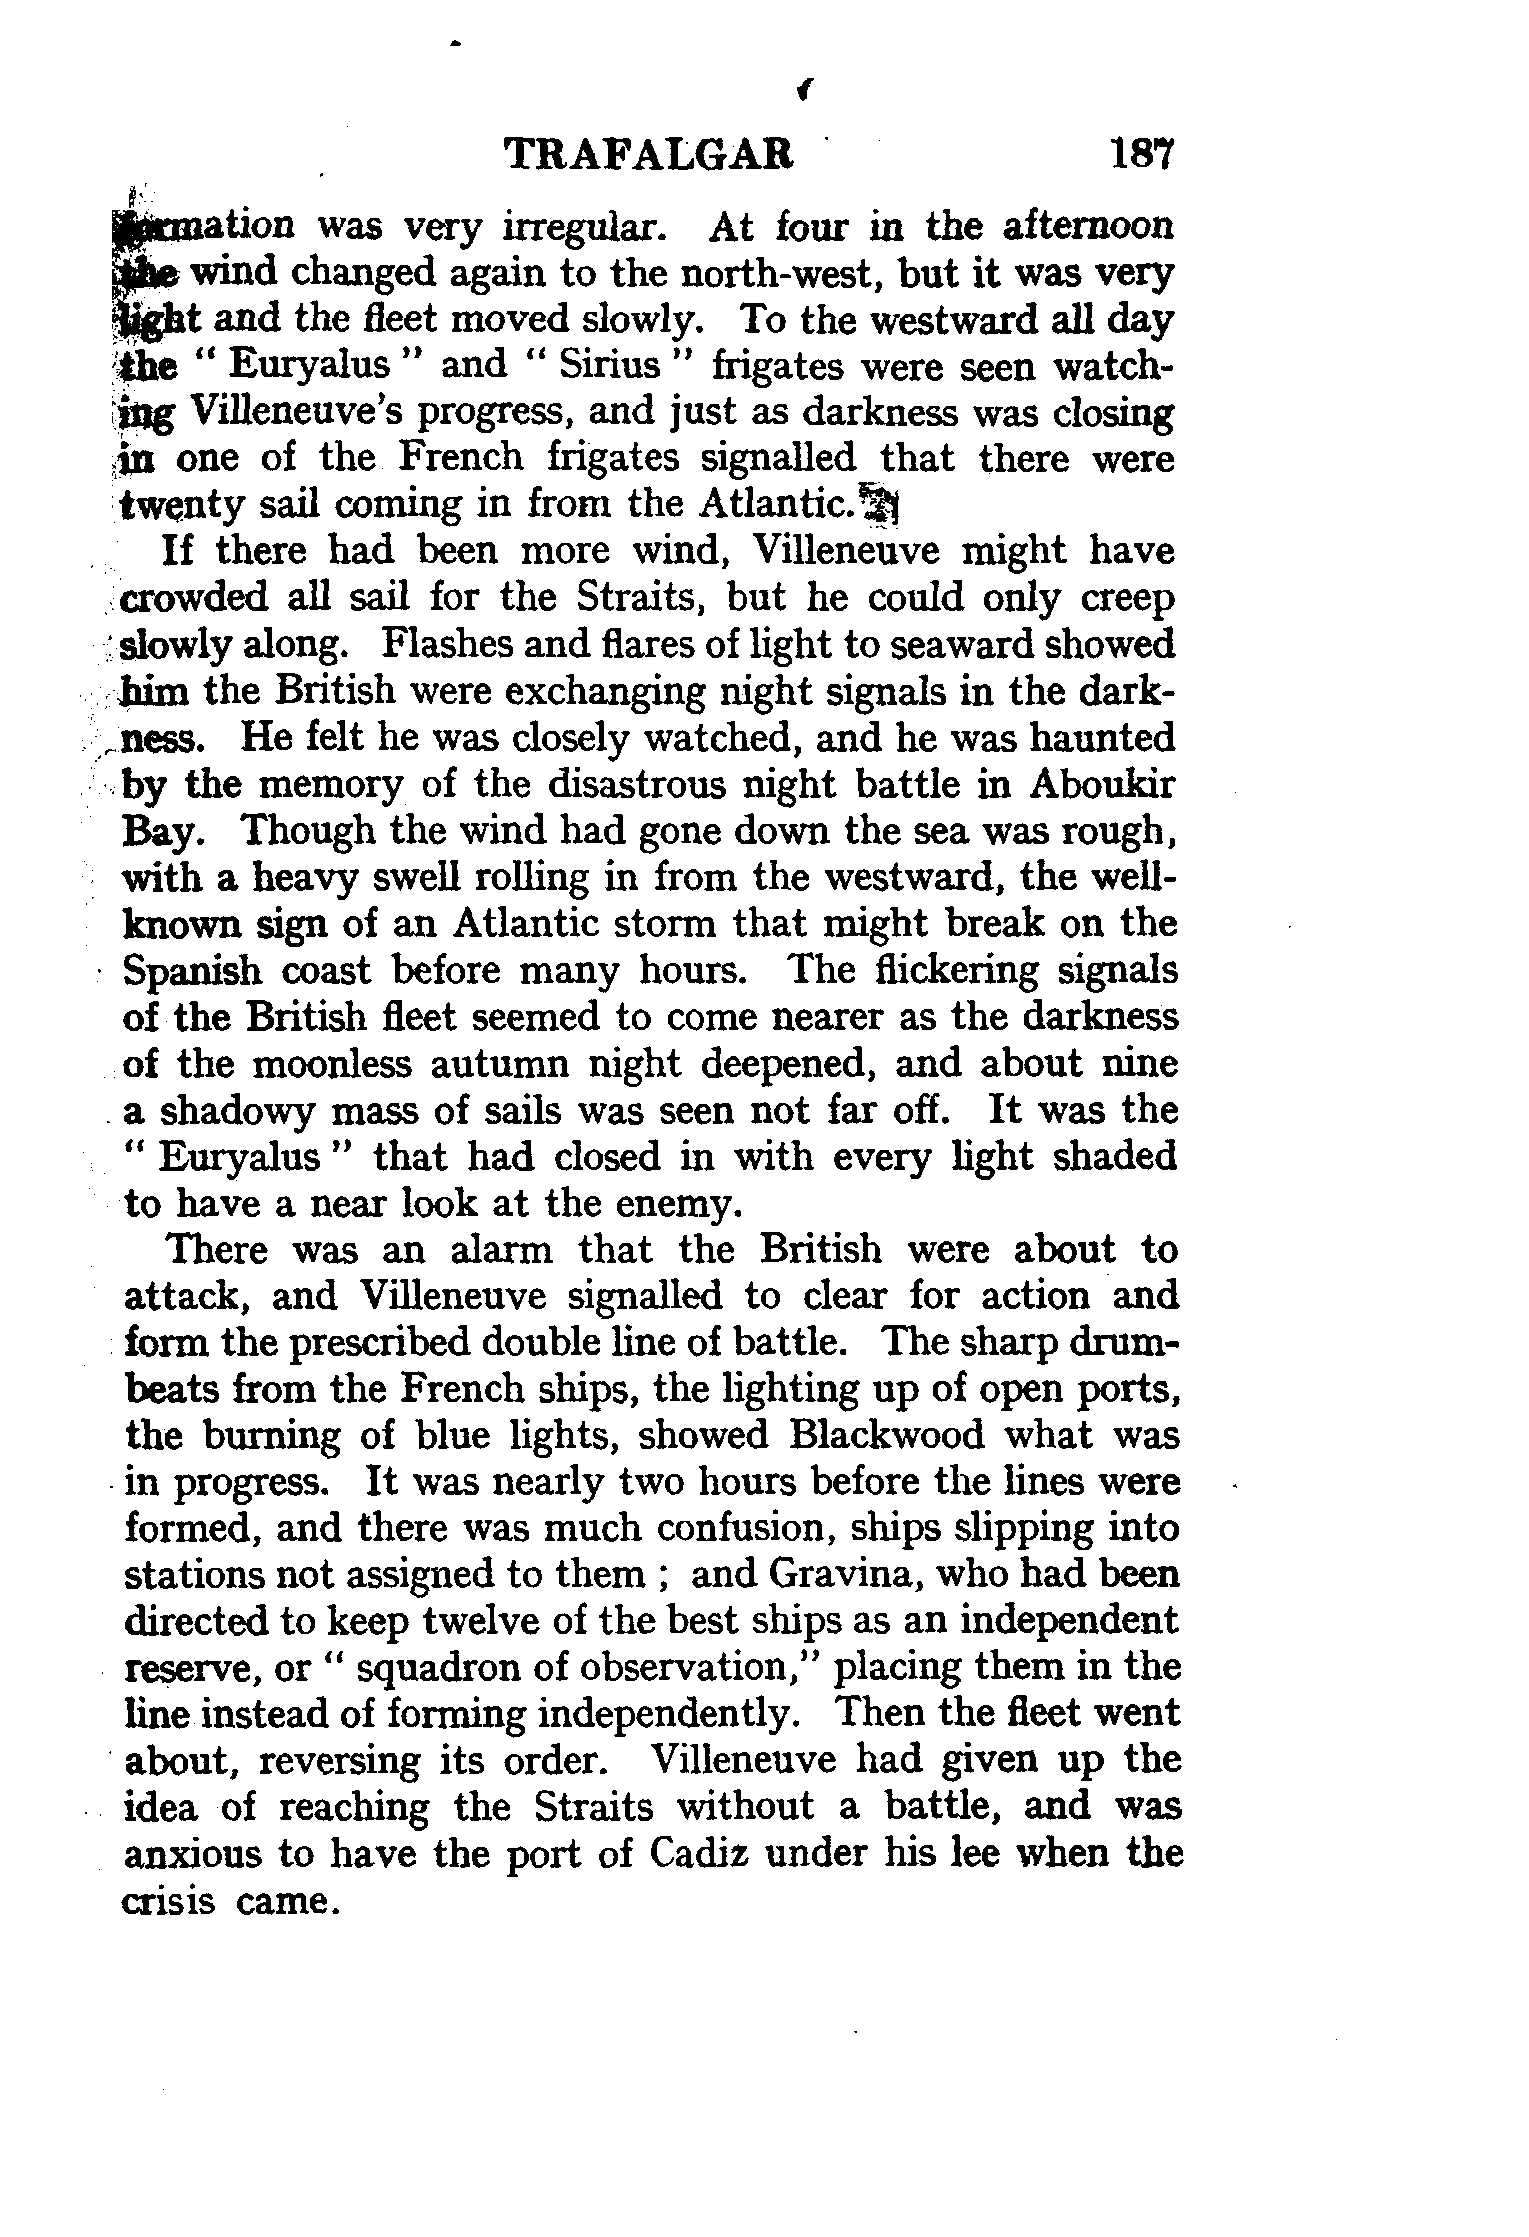 TRAFALGAR 187
formation was very irregular. At four in the afternoon
the wind changed again to the north-west, but it was very
light and the fleet moved slowly. To the westward all day
the " Euryalus " and " Sirius " frigates were seen watch-
ing Villeneuve's progress, and just as darkness was closing
in one of the French frigates signalled that there were
twenty sail coming in from the Atlantic.
If there had been more wind, Villeneuve might have
crowded all sail for the Straits, but he could only creep
slowly along. Flashes and flares of light to seaward showed
him the British were exchanging night signals in the dark-
ness. He felt he was closely watched, and he was haunted
by the memory of the disastrous night battle in Aboukir
Bay. Though the wind had gone down the sea was rough,
with a heavy swell rolling in from the westward, the well-
known sign of an Atlantic storm that might break on the
Spanish coast before many hours. The flickering signals
of the British fleet seemed to come nearer as the darkness
of the moonless autumn night deepened, and about nine
a shadowy mass of sails was seen not far off. It was the
" Euryalus " that had closed in with every light shaded
to have a near look at the enemy.
There was an alarm that the British were about to
attack, and Villeneuve signalled to clear for action and
form the prescribed double line of battle. The sharp drum-
beats from the French ships, the lighting up of open ports,
the burning of blue lights, showed Blackwood what was
in progress. It was nearly two hours before the lines were
formed, and there was much confusion, ships slipping into
stations not assigned to them ; and Gravina, who had been
directed to keep twelve of the best ships as an independent
reserve, or " squadron of observation," placing them in the
line instead of forming independently. Then the fleet went
about, reversing its order. Villeneuve had given up the
idea of reaching the Straits without a battle, and was
anxious to have the port of Cadiz under his lee when the
crisis came.